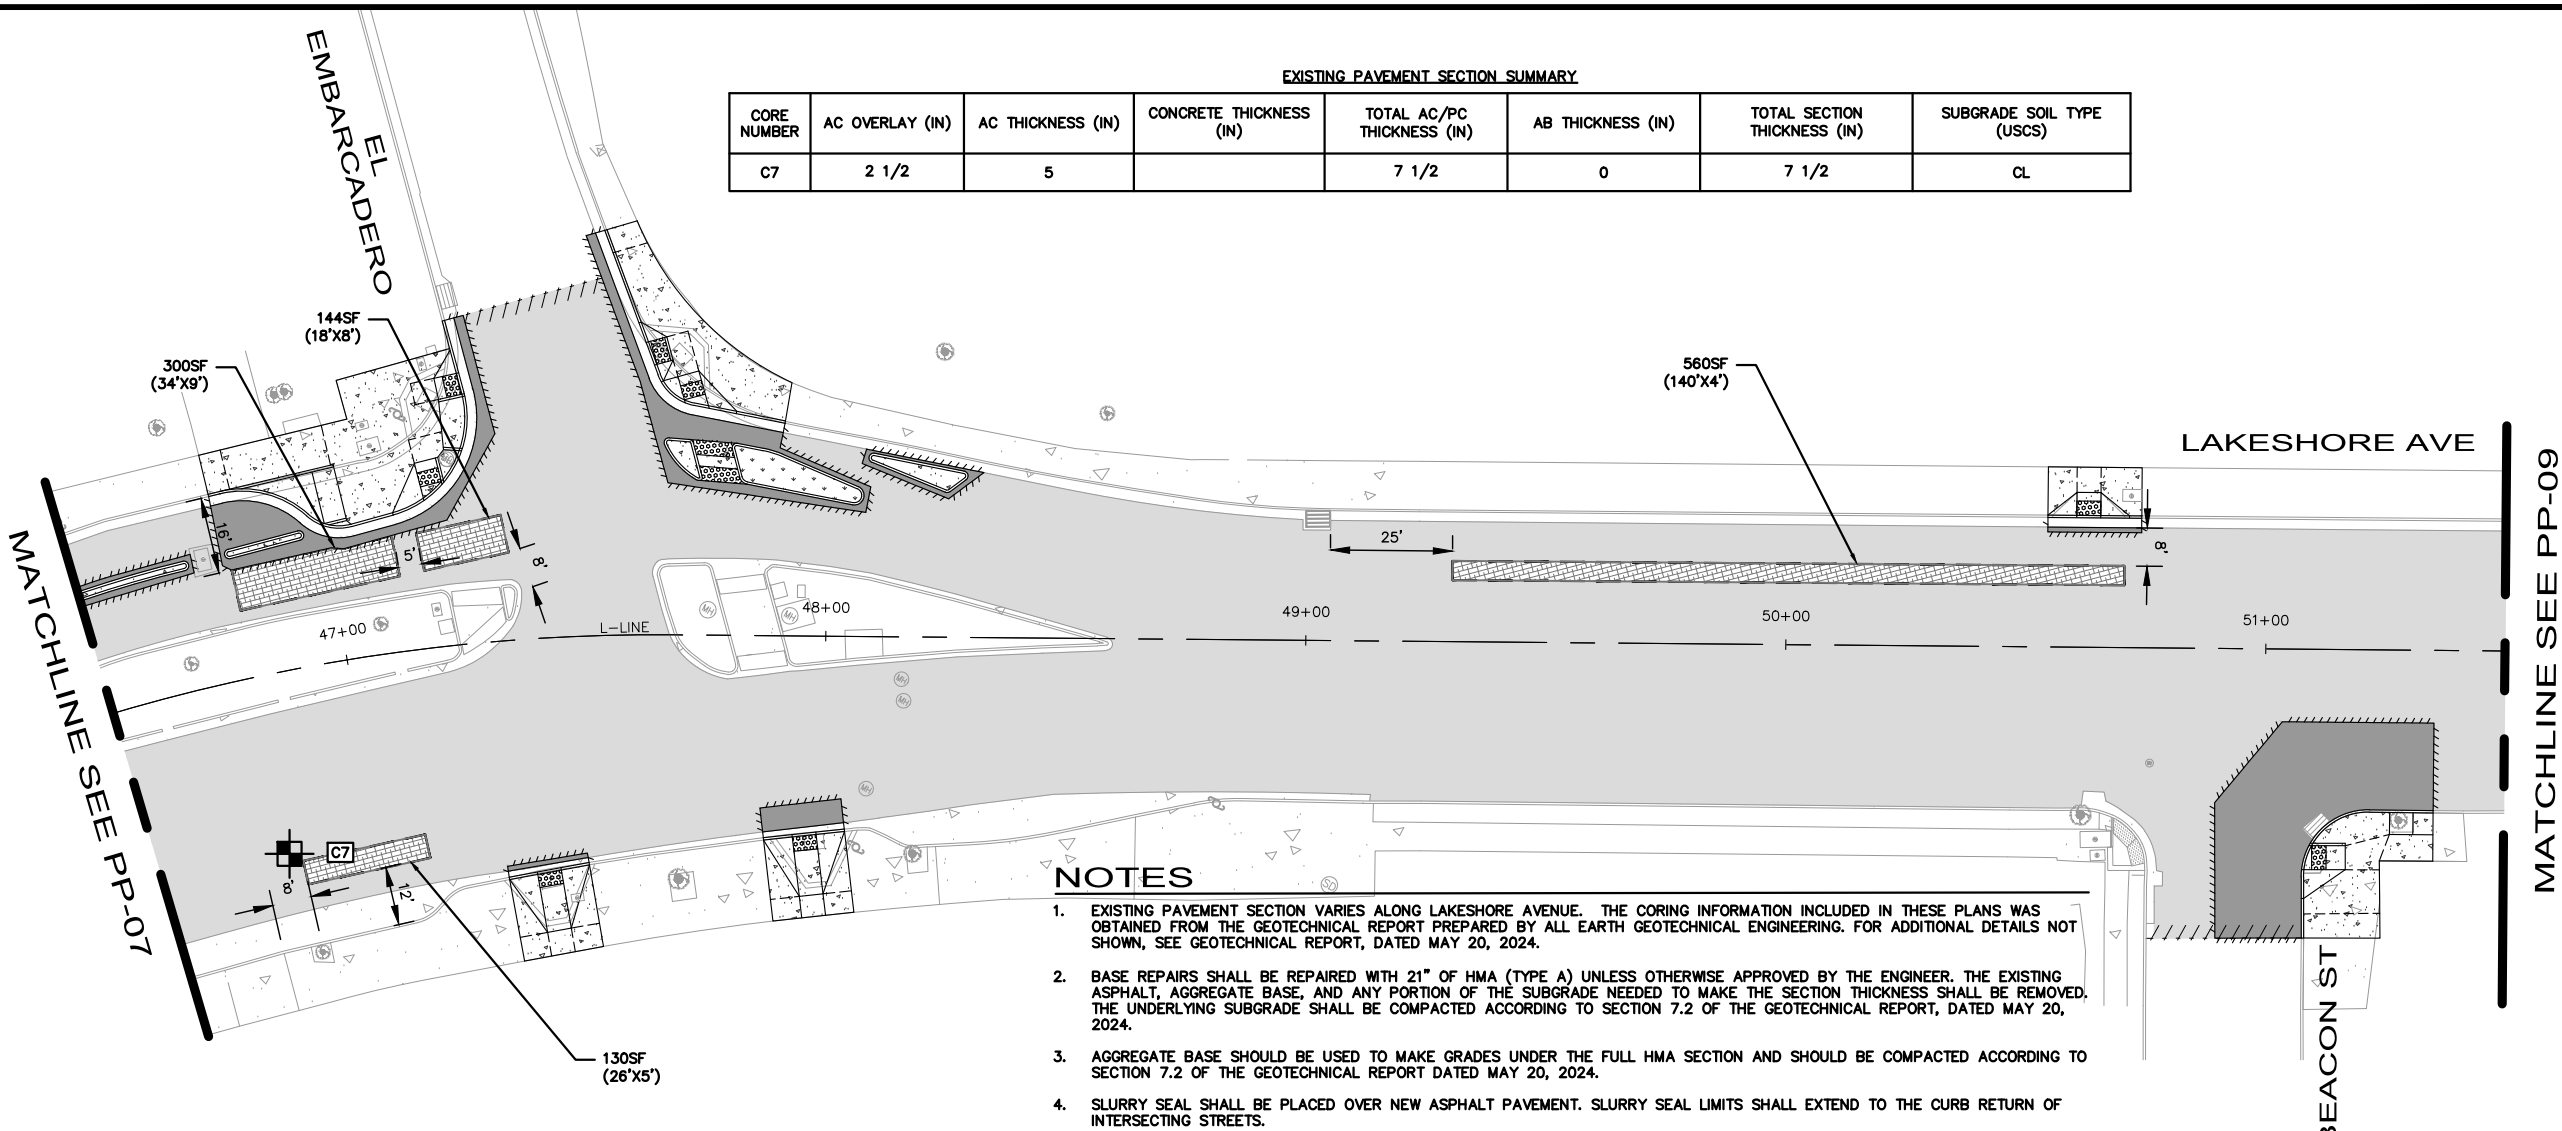 EL
EMBARCADERO
EXISTING PAVEMENT SECTION SUMMARY
CORE NUMBER
AC OVERLAY (IN)
AC THICKNESS (IN)
CONCRETE THICKNESS (IN)
TOTAL AC/PC THICKNESS (IN)
AB THICKNESS (IN)
TOTAL SECTION THICKNESS (IN)
SUBGRADE SOIL TYPE (USCS)
C7
2 1/2
5
7 1/2
0
7 1/2
CL
144SF
(18'X8')
300SF
(34'X9')
560SF
(140'X4')
LAKESHORE AVE
MATCHLINE SEE PP-09
MATCHLINE SEE PP-07
16'
5'
8'
25'
8'
47+00
L-LINE
48+00
49+00
50+00
51+00
MH
MH
MH
MH
MH
C7
8'
12'
SD
130SF
(26'X5')
BEACON ST
NOTES
1. EXISTING PAVEMENT SECTION VARIES ALONG LAKESHORE AVENUE. THE CORING INFORMATION INCLUDED IN THESE PLANS WAS
OBTAINED FROM THE GEOTECHNICAL REPORT PREPARED BY ALL EARTH GEOTECHNICAL ENGINEERING. FOR ADDITIONAL DETAILS NOT
SHOWN, SEE GEOTECHNICAL REPORT, DATED MAY 20, 2024.
2. BASE REPAIRS SHALL BE REPAIRED WITH 21" OF HMA (TYPE A) UNLESS OTHERWISE APPROVED BY THE ENGINEER. THE EXISTING
ASPHALT, AGGREGATE BASE, AND ANY PORTION OF THE SUBGRADE NEEDED TO MAKE THE SECTION THICKNESS SHALL BE REMOVED.
THE UNDERLYING SUBGRADE SHALL BE COMPACTED ACCORDING TO SECTION 7.2 OF THE GEOTECHNICAL REPORT, DATED MAY 20,
2024.
3. AGGREGATE BASE SHOULD BE USED TO MAKE GRADES UNDER THE FULL HMA SECTION AND SHOULD BE COMPACTED ACCORDING TO
SECTION 7.2 OF THE GEOTECHNICAL REPORT DATED MAY 20, 2024.
4. SLURRY SEAL SHALL BE PLACED OVER NEW ASPHALT PAVEMENT. SLURRY SEAL LIMITS SHALL EXTEND TO THE CURB RETURN OF
INTERSECTING STREETS.